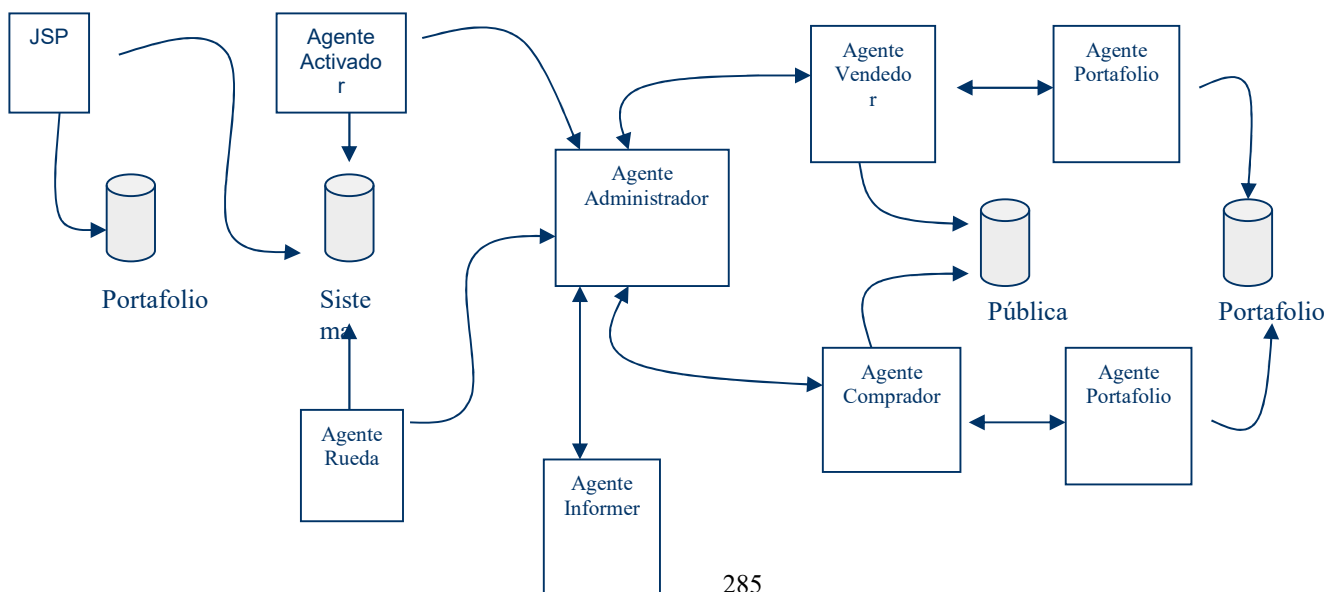 JSP
Agente
Activado
r
Agente
Vendedo
r
Agente
Portafolio
Agente
Administrador
Portafolio
Siste
ma
Pública
Portafolio
Agente
Rueda
Agente
Informer
Agente
Comprador
Agente
Portafolio
285